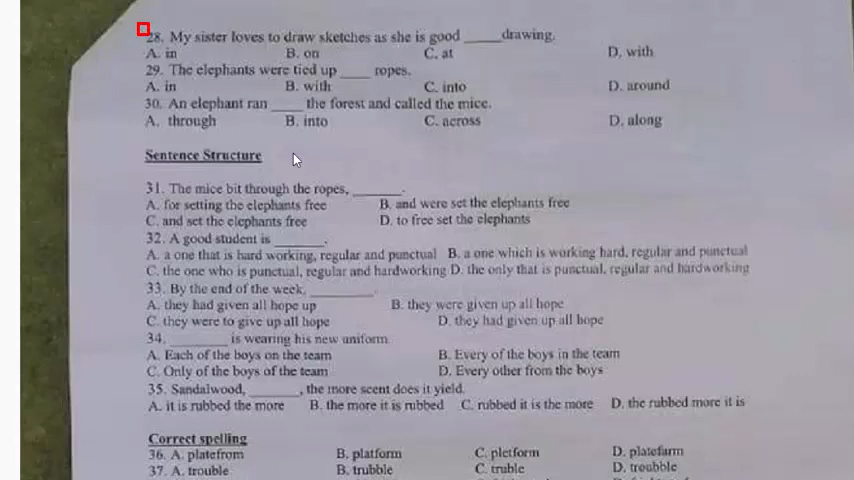 28. My sister loves to draw sketches as she is good _____ drawing.
A. in B. on C. at D. with
29. The elephants were tied up ____ ropes.
A. in B. with C. into D. around
30. An elephant ran ____ the forest and called the mice.
A. through B. into C. across D. along
Sentence Structure
31. The mice bit through the ropes, _______.
A. for setting the elephants free B. and were set the elephants free
C. and set the elephants free D. to free set the elephants
32. A good student is _______.
A. a one that is hard working, regular and punctual B. a one which is working hard, regular and punctual
C. the one who is punctual, regular and hardworking D. the only that is punctual, regular and hardworking
33. By the end of the week, _________.
A. they had given all hope up B. they were given up all hope
C. they were to give up all hope D. they had given up all hope
34. ________ is wearing his new uniform.
A. Each of the boys on the team B. Every of the boys in the team
C. Only of the boys of the team D. Every other from the boys
35. Sandalwood, _______, the more scent does it yield.
A. it is rubbed the more B. the more it is rubbed C. rubbed it is the more D. the rubbed more it is
Correct spelling
36. A. platefrom B. platform C. pletform D. platefarm
37. A. trouble B. trubble C. truble D. troubble